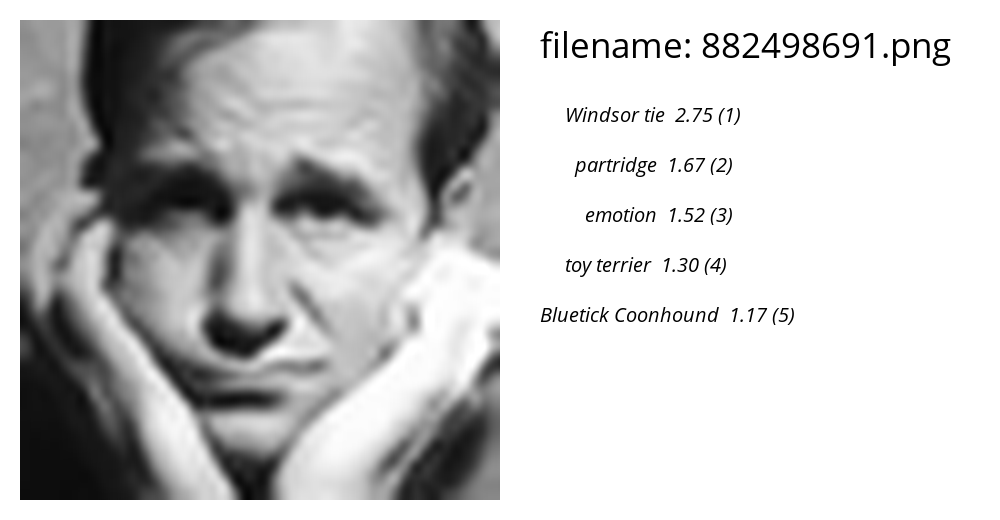 filename: 882498691.png
Windsor tie 2.75 (1)
partridge 1.67 (2)
emotion 1.52 (3)
toy terrier 1.30 (4)
Bluetick Coonhound 1.17 (5)